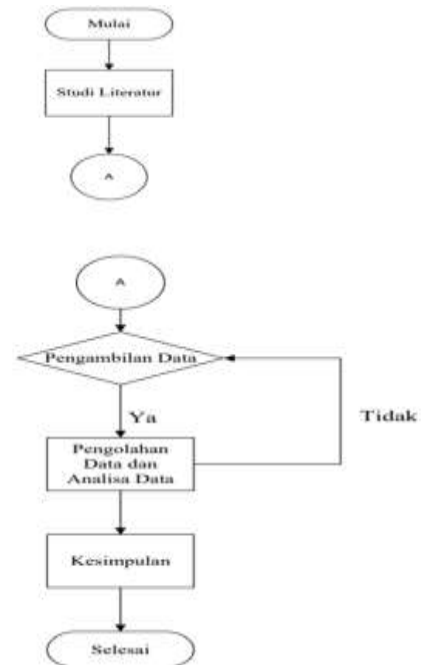 Mulai
Studi Literatur
A
A
Pengambilan Data
Ya
Tidak
Pengolahan
Data dan
Analisa Data
Kesimpulan
Selesai